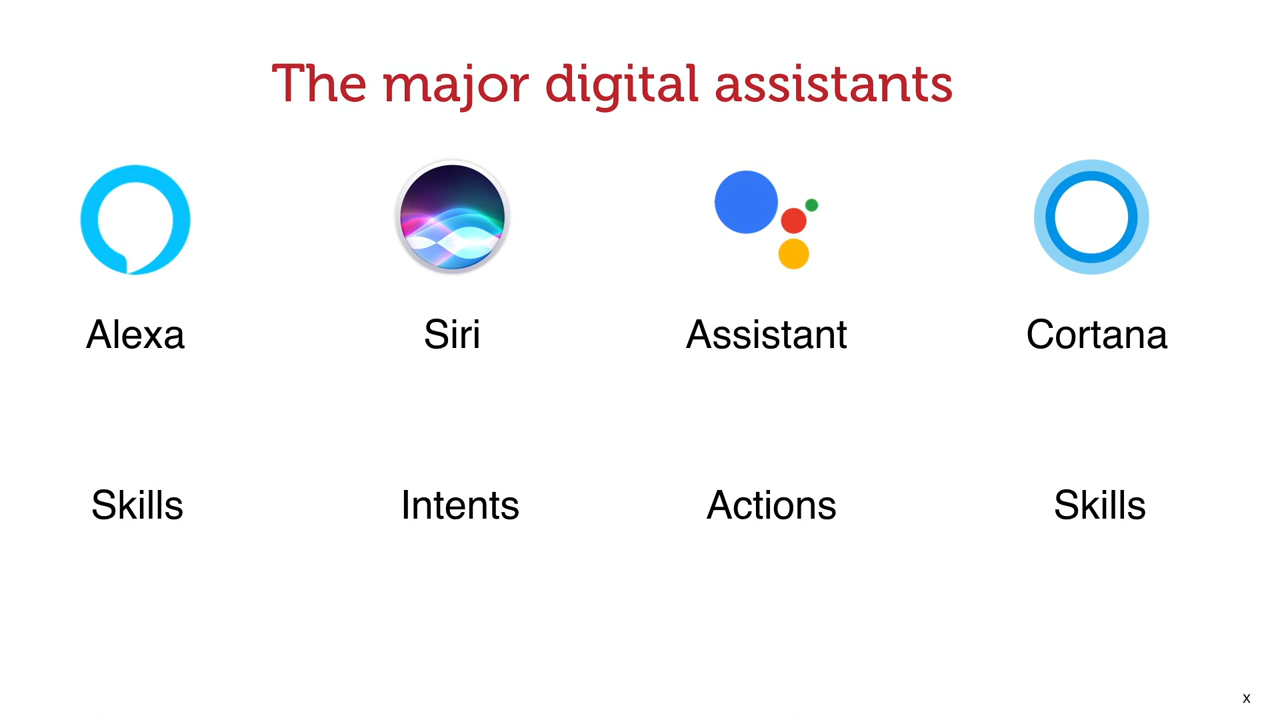 The major digital assistants
Alexa Siri Assistant Cortana
Skills Intents Actions Skills
x